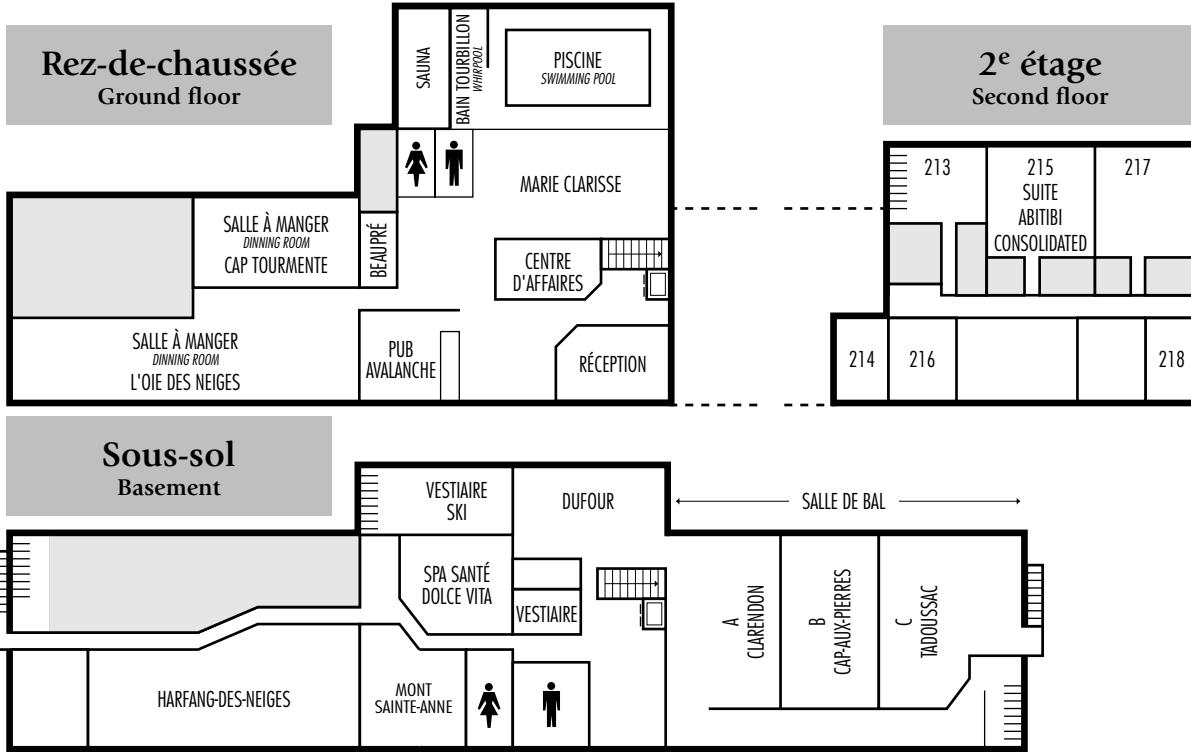 Rez-de-chaussée
Ground floor
SAUNA
BAIN TOURBILLON
WHIRPOOL
PISCINE
SWIMMING POOL
MARIE CLARISSE
SALLE À MANGER
DINNING ROOM
CAP TOURMENTE
BEAUPRÉ
CENTRE
D'AFFAIRES
SALLE À MANGER
DINNING ROOM
L'OIE DES NEIGES
PUB
AVALANCHE
RÉCEPTION
2e étage
Second floor
213
215
SUITE
ABITIBI
CONSOLIDATED
217
214
216
218
Sous-sol
Basement
VESTIAIRE
SKI
DUFOUR
SALLE DE BAL
SPA SANTÉ
DOLCE VITA
VESTIAIRE
A
CLARENDON
B
CAP-AUX-PIERRES
C
TADOUSSAC
HARFANG-DES-NEIGES
MONT
SAINTE-ANNE